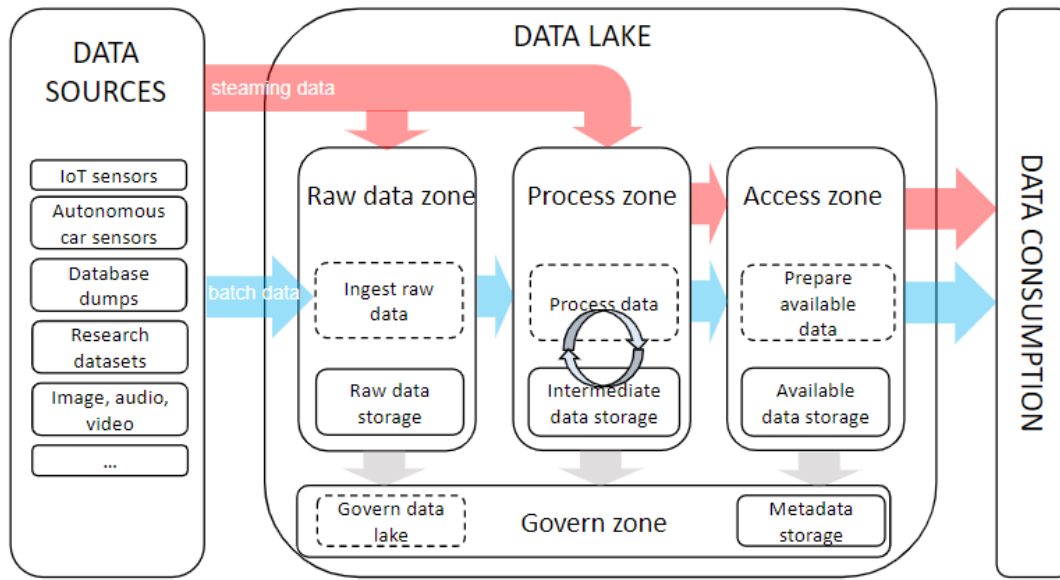 DATA
SOURCES
IoT sensors
Autonomous
car sensors
Database
dumps
Research
datasets
Image, audio,
video
...
DATA LAKE
steaming data
batch data
Raw data zone
Ingest raw
data
Raw data
storage
Process zone
Process data
Intermediate
data storage
Access zone
Prepare
available
data
Available
data storage
Govern data
lake
Govern zone
Metadata
storage
DATA CONSUMPTION